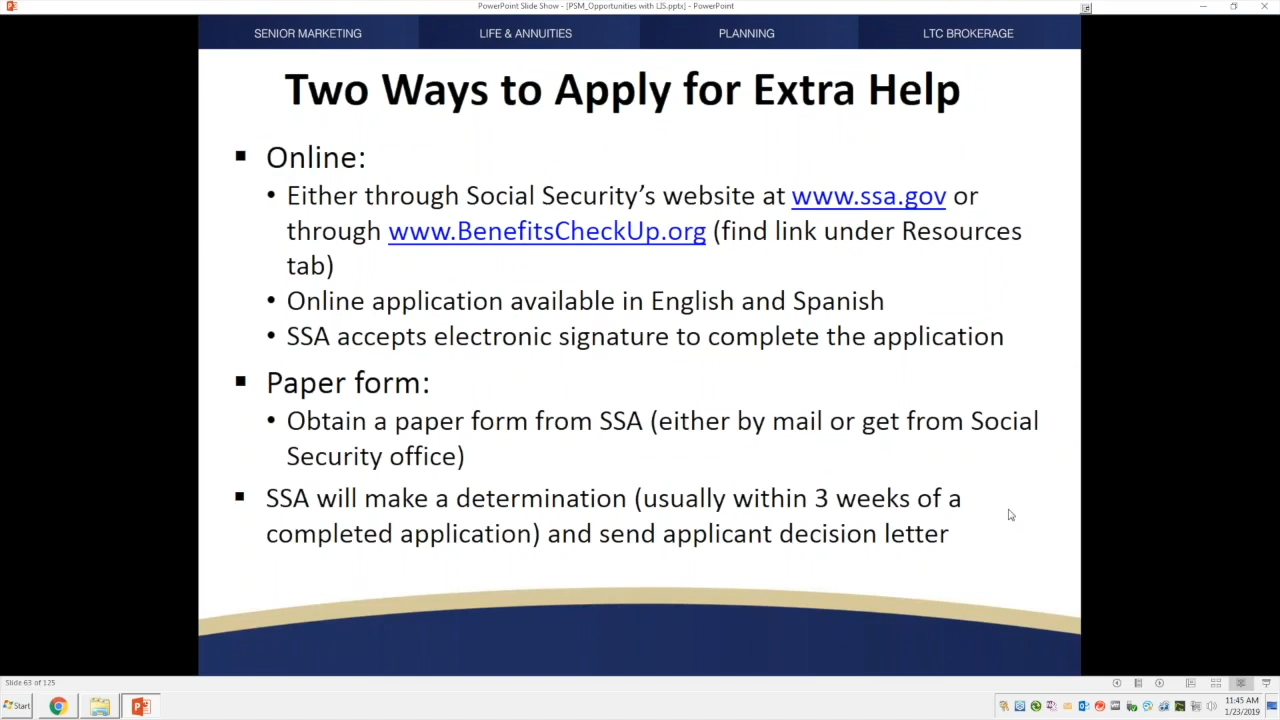 PowerPoint Slide Show - [PSM_Opportunities with LIS.pptx] - PowerPoint
SENIOR MARKETING
LIFE & ANNUITIES
PLANNING
LTC BROKERAGE
Two Ways to Apply for Extra Help
▪ Online:
• Either through Social Security’s website at www.ssa.gov or
through www.BenefitsCheckUp.org (find link under Resources
tab)
• Online application available in English and Spanish
• SSA accepts electronic signature to complete the application
▪ Paper form:
• Obtain a paper form from SSA (either by mail or get from Social
Security office)
▪ SSA will make a determination (usually within 3 weeks of a
completed application) and send applicant decision letter
Slide 63 of 125
Start
11:45 AM
1/23/2019